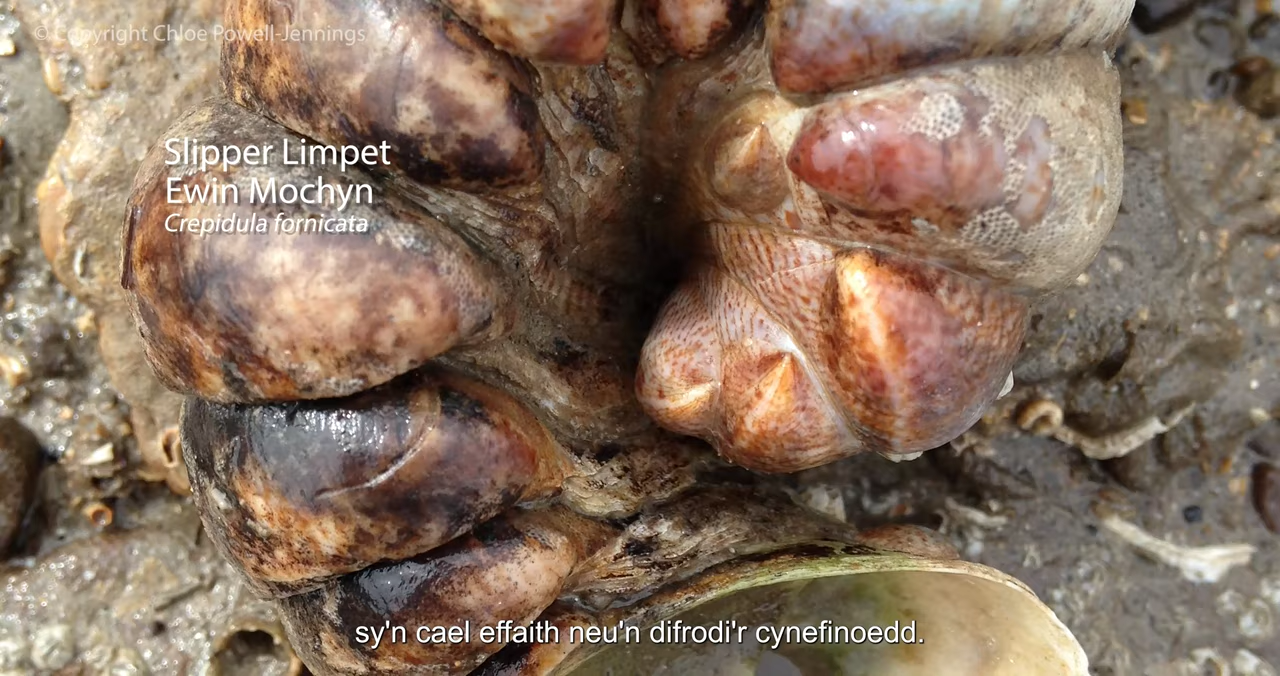 © Copyright Chloe Powell-Jennings
Slipper Limpet
Ewin Mochyn
Crepidula fornicata
sy'n cael effaith neu'n difrodi'r cynefinoedd.